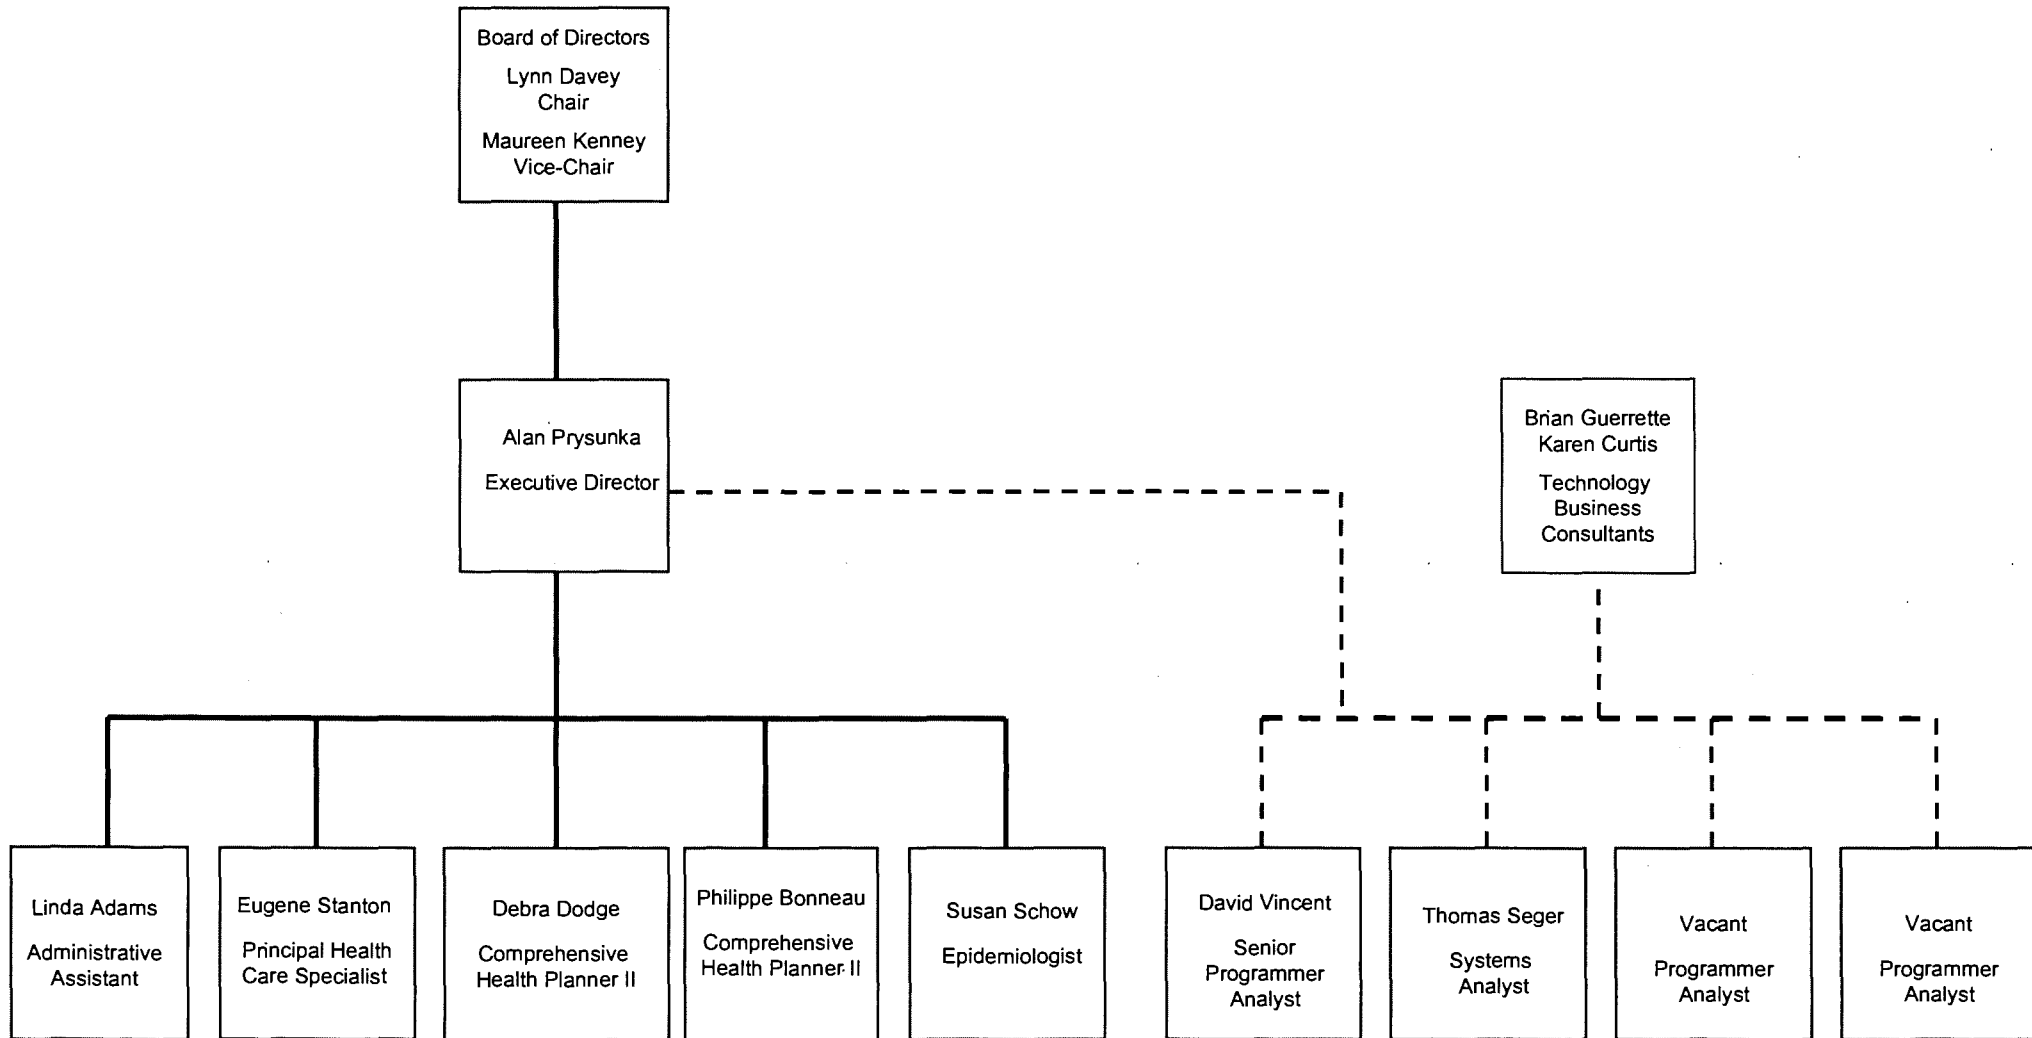 Board of Directors
Lynn Davey
Chair
Maureen Kenney
Vice-Chair
Alan Prysunka
Executive Director
Brian Guerrette
Karen Curtis
Technology
Business
Consultants
Linda Adams
Administrative
Assistant
Eugene Stanton
Principal Health
Care Specialist
Debra Dodge
Comprehensive
Health Planner II
Philippe Bonneau
Comprehensive
Health Planner II
Susan Schow
Epidemiologist
David Vincent
Senior
Programmer
Analyst
Thomas Seger
Systems
Analyst
Vacant
Programmer
Analyst
Vacant
Programmer
Analyst